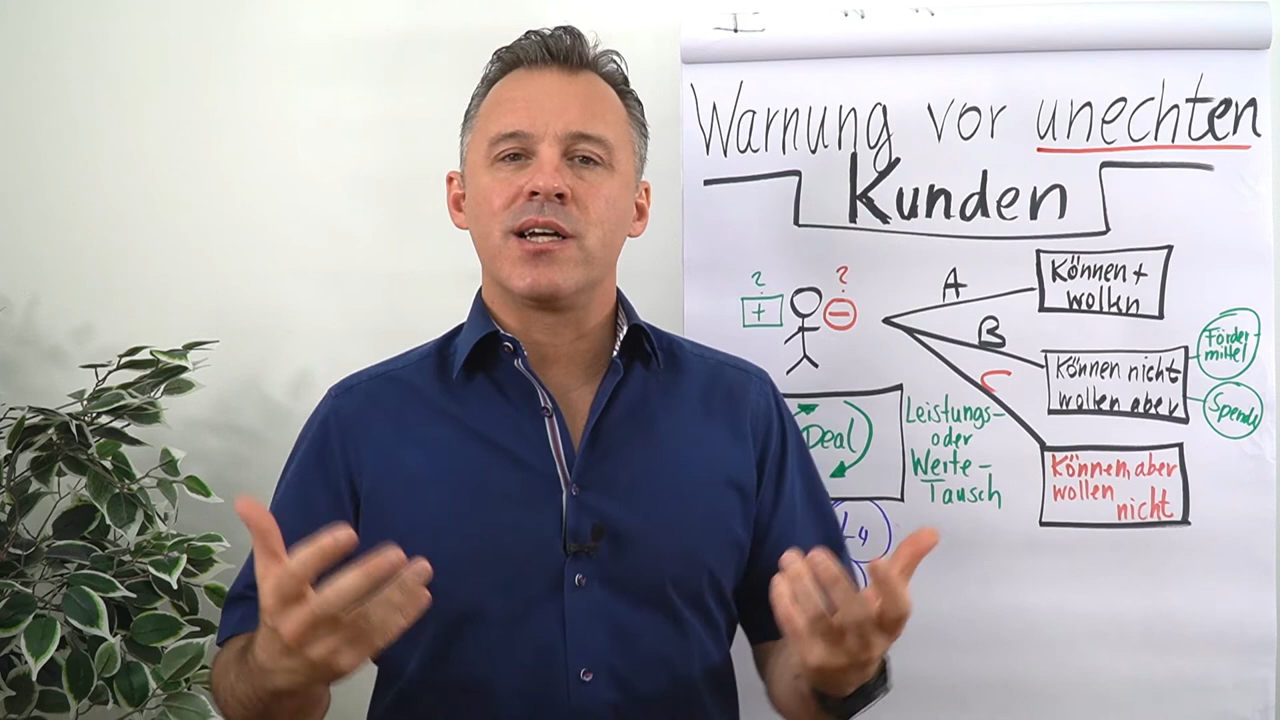 Warnung vor unechten
Kunden
? ?
+ −
A
B
C
Können +
wollen
Können nicht
wollen aber
Förder-
mittel
Spende
Können, aber
wollen
nicht
Deal
Leistungs-
oder
Werte-
Tausch